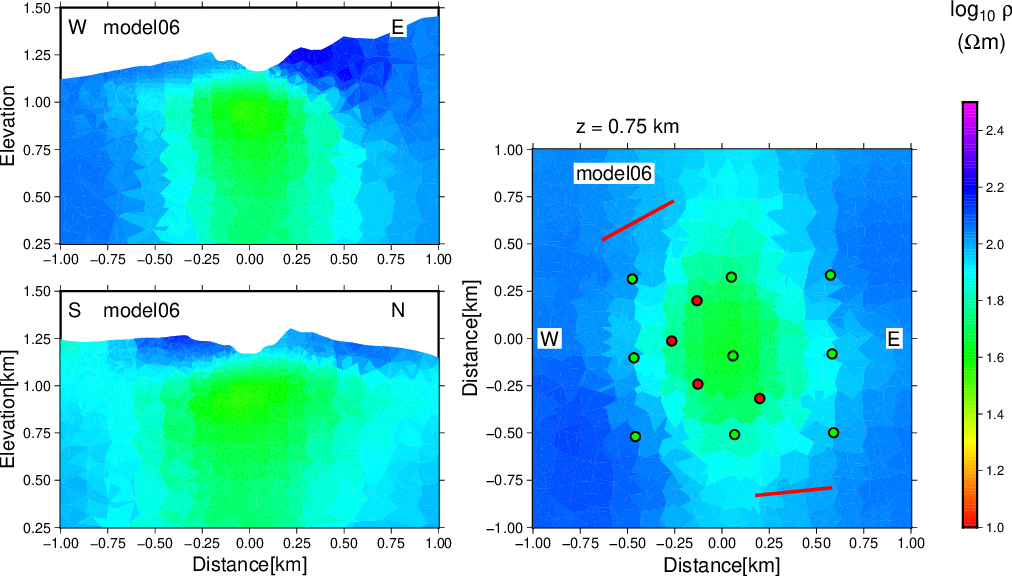 W model06 E
Elevation
1.50
1.25
1.00
0.75
0.50
0.25
−1.00 −0.75 −0.50 −0.25 0.00 0.25 0.50 0.75 1.00
S model06 N
Elevation[km]
1.50
1.25
1.00
0.75
0.50
0.25
−1.00 −0.75 −0.50 −0.25 0.00 0.25 0.50 0.75 1.00
Distance[km]
z = 0.75 km
model06
W E
Distance[km]
1.00
0.75
0.50
0.25
0.00
−0.25
−0.50
−0.75
−1.00
−1.00 −0.75 −0.50 −0.25 0.00 0.25 0.50 0.75 1.00
Distance[km]
log10 ρ
(Ωm)
2.4
2.2
2.0
1.8
1.6
1.4
1.2
1.0